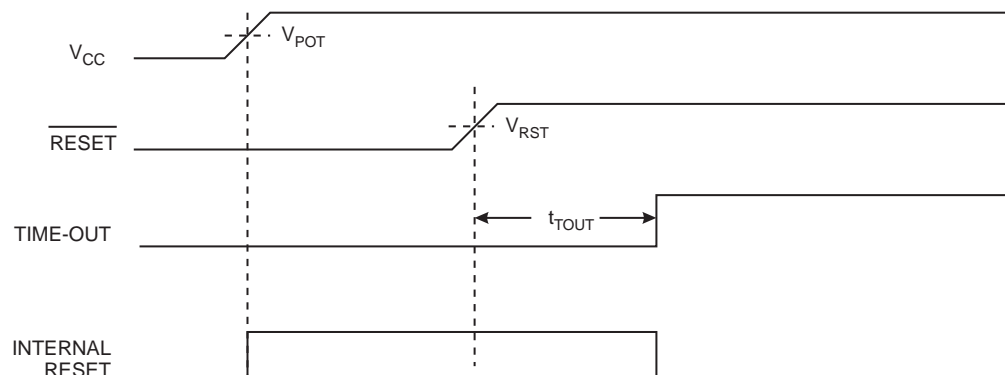 V_CC
V_POT
RESET
V_RST
TIME-OUT
t_TOUT
INTERNAL
RESET